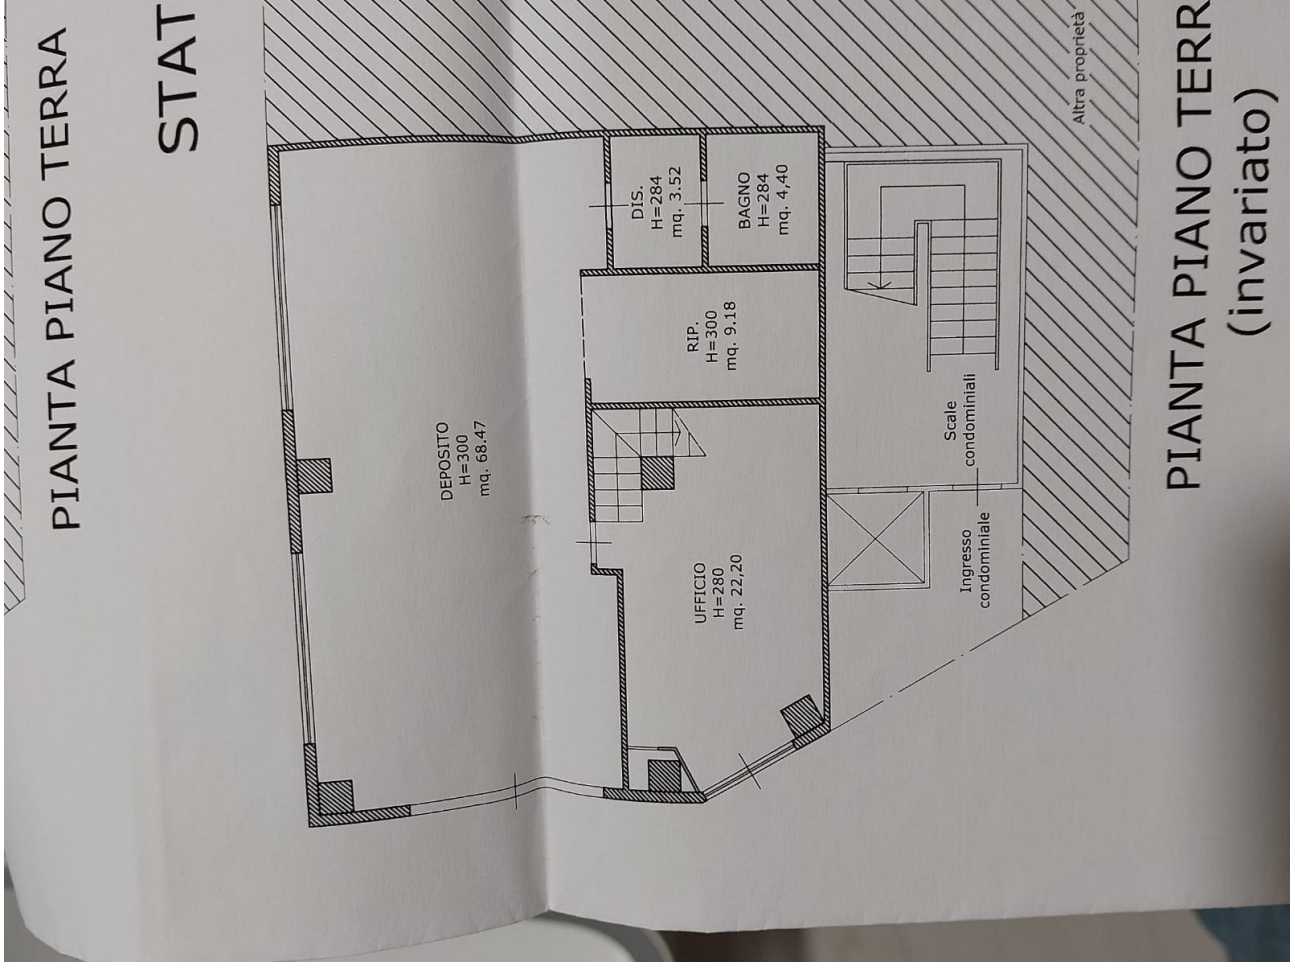 PIANTA PIANO TERRA
STAT
DEPOSITO
H=300
mq. 68.47
DIS.
H=284
mq. 3.52
BAGNO
H=284
mq. 4,40
RIP.
H=300
mq. 9.18
UFFICIO
H=280
mq. 22,20
Scale
condominiali
Ingresso
condominiale
Altra proprietà
PIANTA PIANO TERR
(invariato)